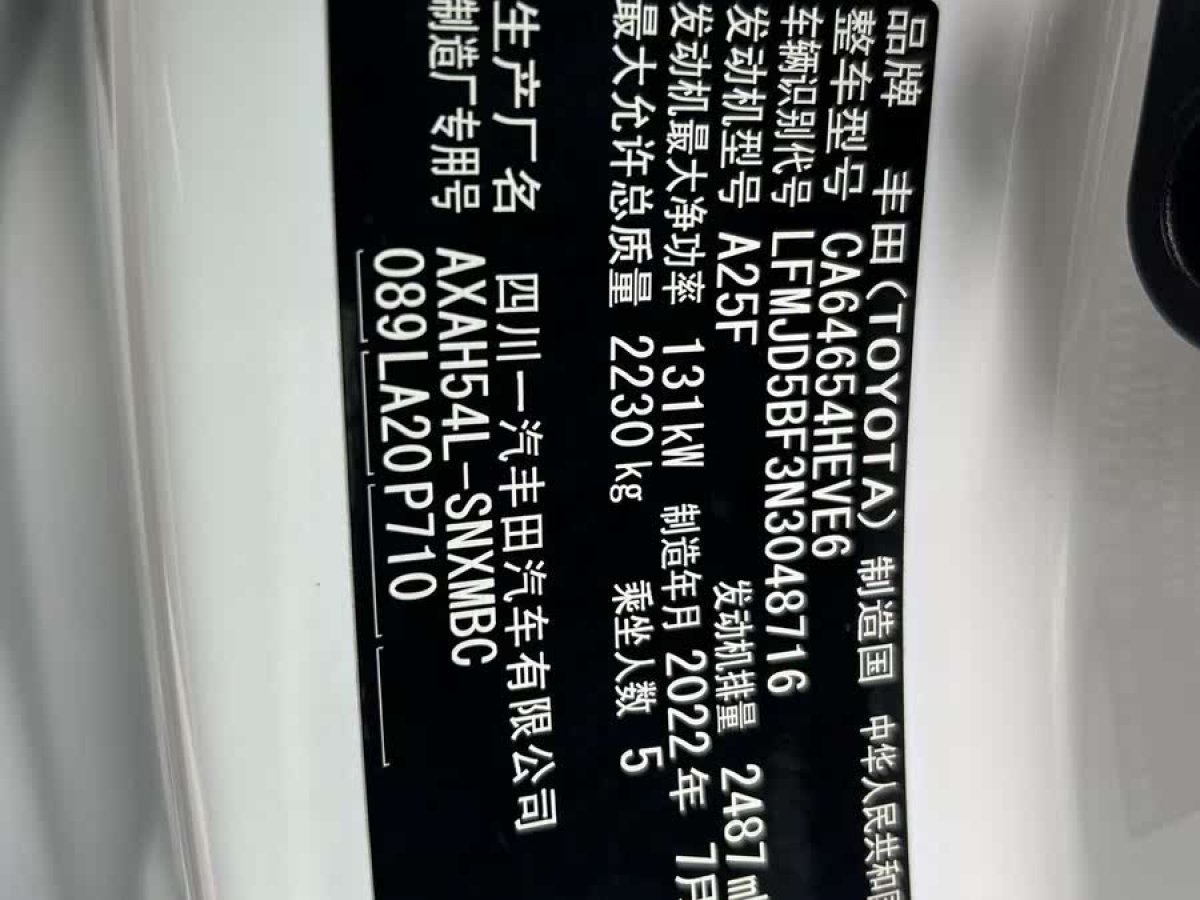 品牌 丰田(TOYOTA) 制造国 中华人民共和
整车型号 CA64654HEVE6
车辆识别代号 LFMJD5BF3N3048716
发动机型号 A25F 发动机排量 2487ml
发动机最大净功率 131kW 制造年月 2022年 7月
最大允许总质量 2230kg 乘坐人数 5
生产厂名 四川一汽丰田汽车有限公司
制造厂专用号 AXAH54L-SNXMBC
089LA20P710